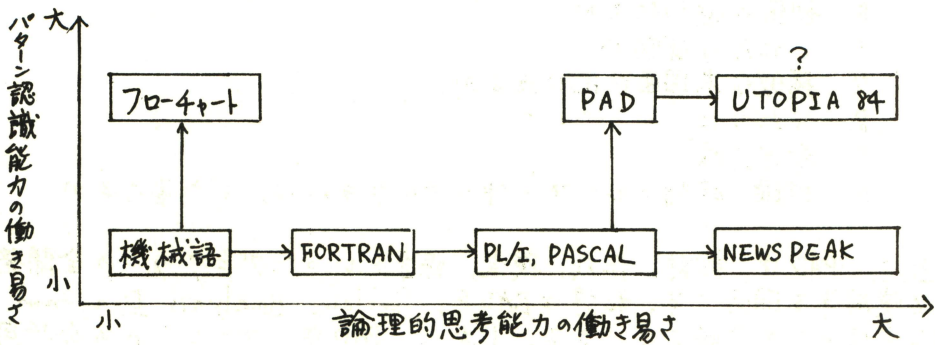 パターン認識能力の働き易さ
大
?
フローチャート
PAD
UTOPIA 84
機械語
FORTRAN
PL/I, PASCAL
NEWSPEAK
小
小
論理的思考能力の働き易さ
大